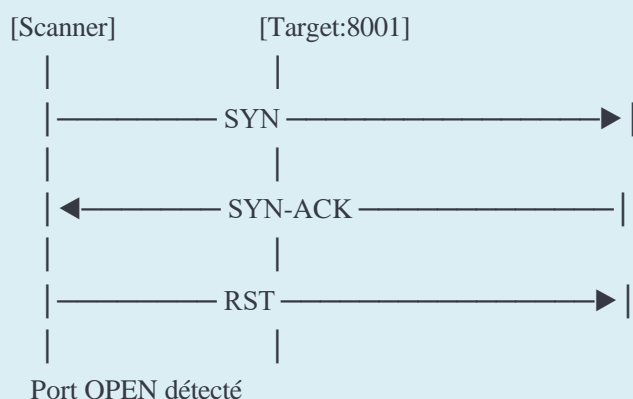 [Scanner] [Target:8001]
SYN
SYN-ACK
RST
Port OPEN détecté